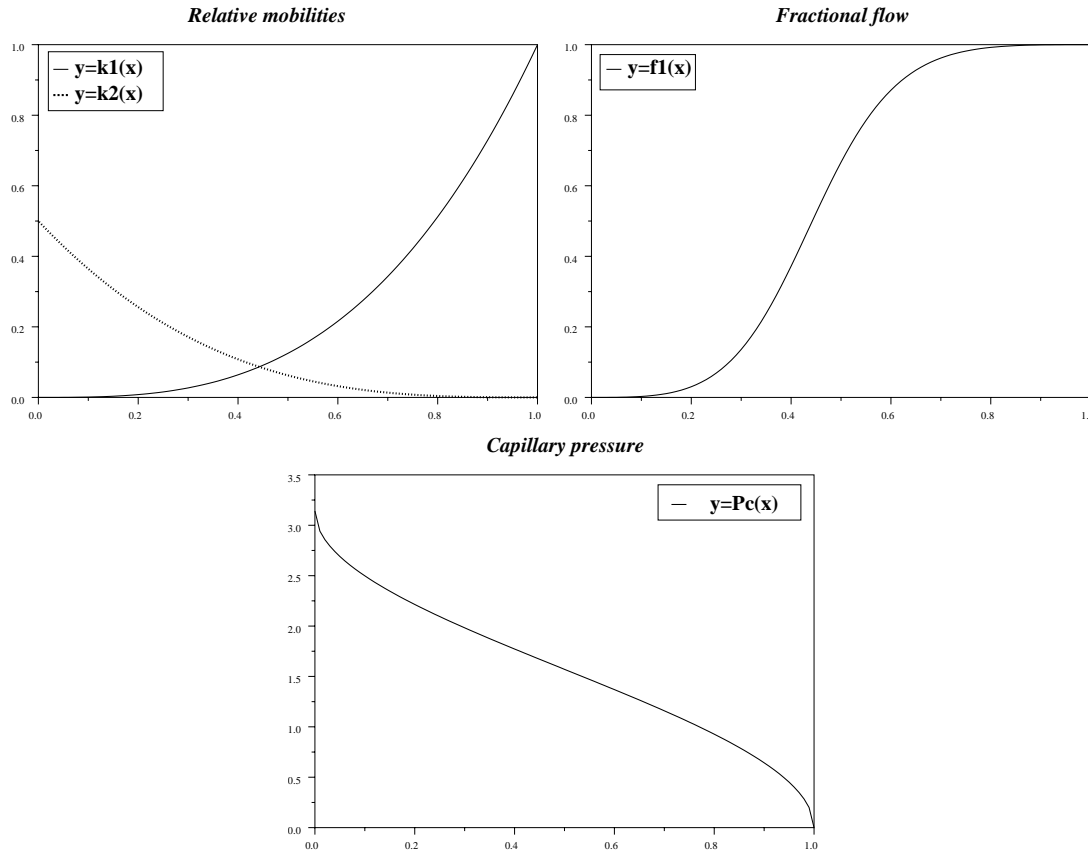 Relative mobilities
1.0
0.8
0.6
0.4
0.2
0.0
0.0 0.2 0.4 0.6 0.8 1.0
y=k1(x)
y=k2(x)
Fractional flow
1.0
0.8
0.6
0.4
0.2
0.0
0.0 0.2 0.4 0.6 0.8 1.
y=f1(x)
Capillary pressure
3.5
3.0
2.5
2.0
1.5
1.0
0.5
0.0
0.0 0.2 0.4 0.6 0.8 1.0
y=Pc(x)